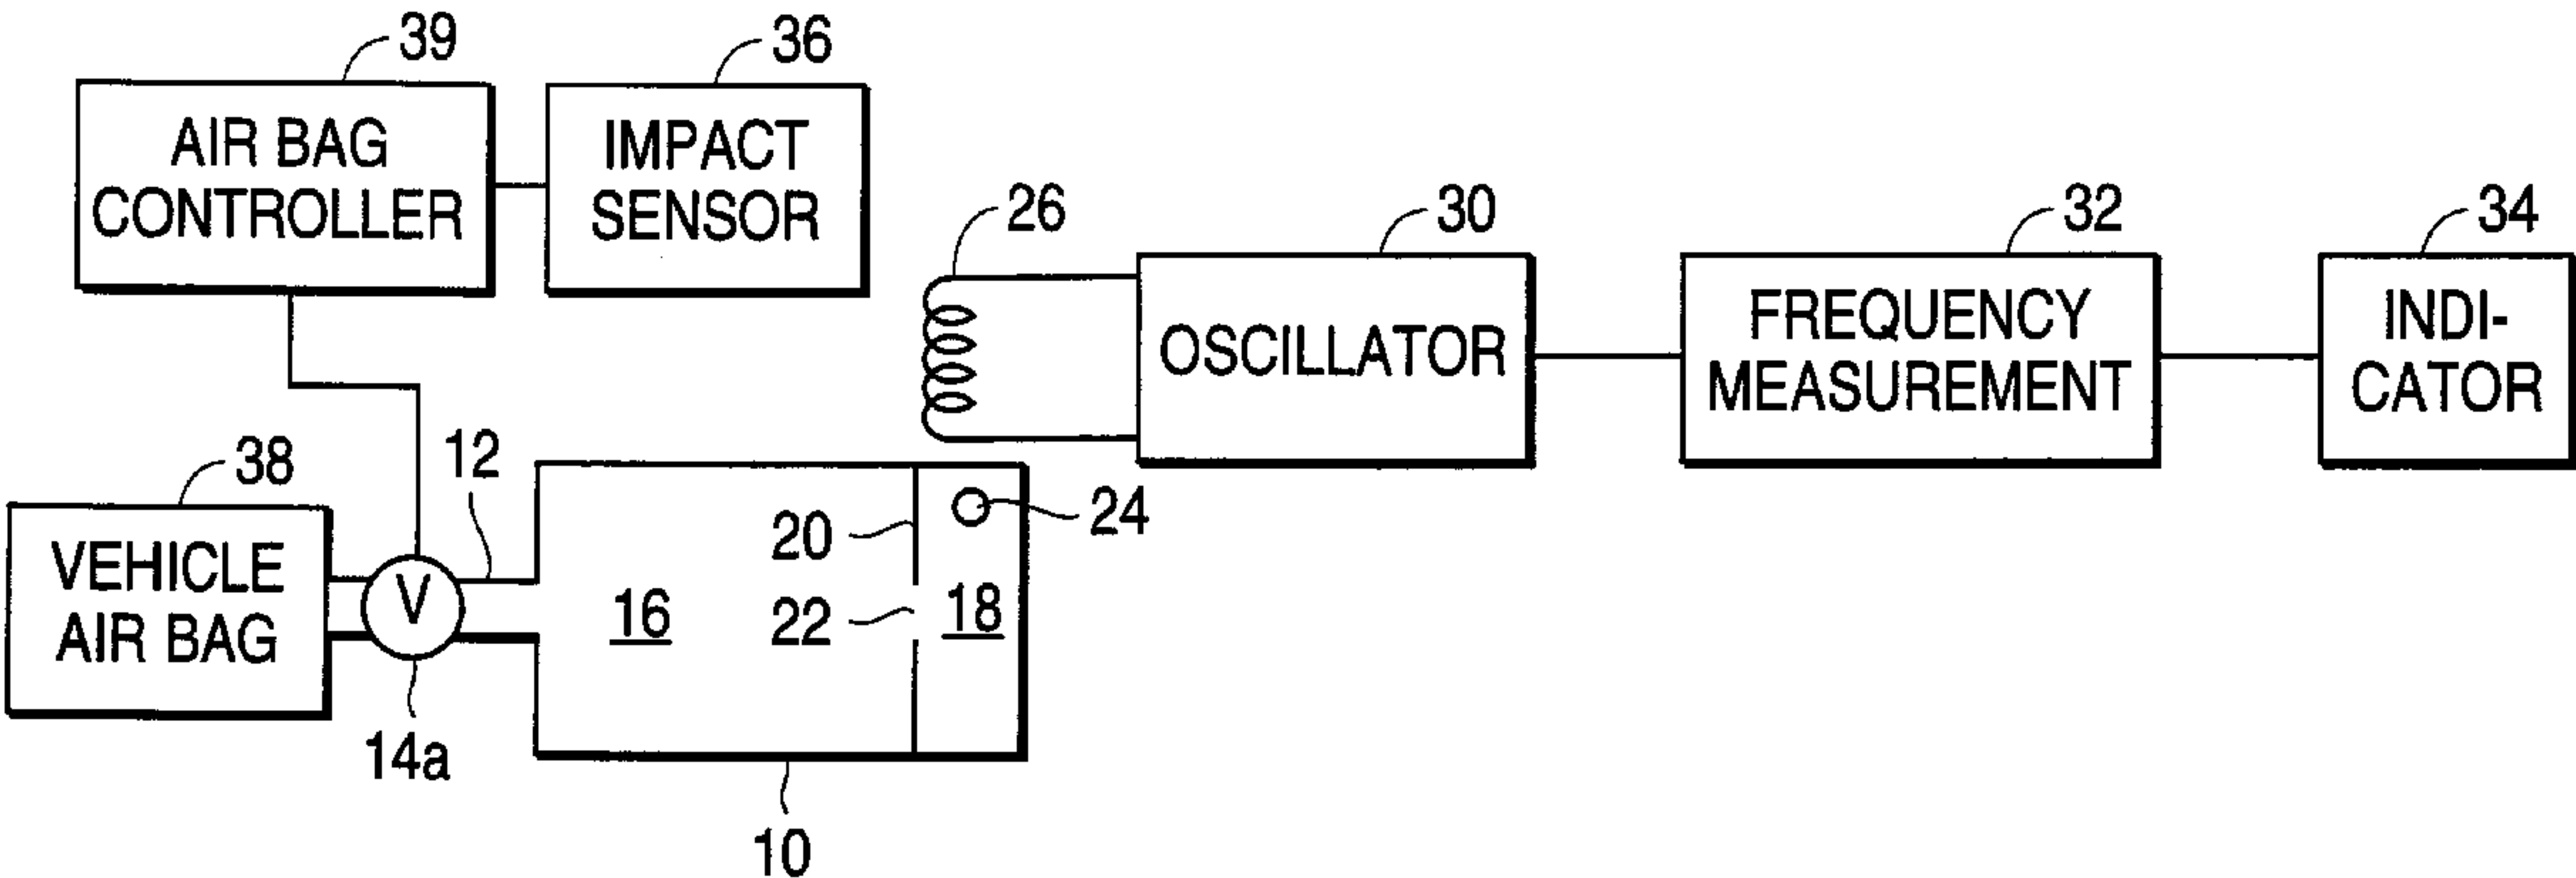 39
36
AIR BAG
CONTROLLER
IMPACT
SENSOR
26
30
32
34
OSCILLATOR
FREQUENCY
MEASUREMENT
INDI-
CATOR
38
12
VEHICLE
AIR BAG
V
14a
16
20
22
18
24
10